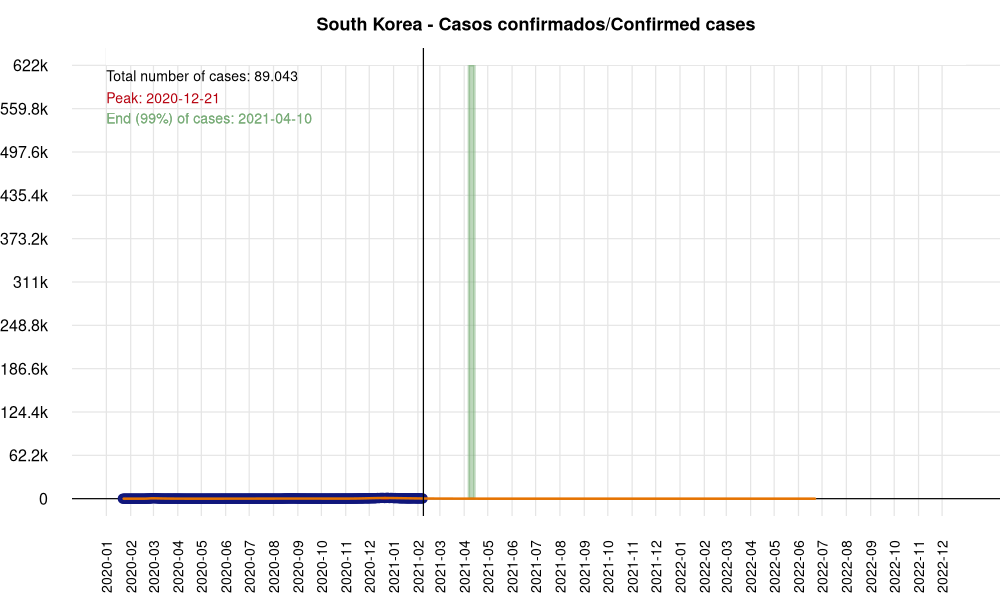 South Korea - Casos confirmados/Confirmed cases
622k
Total number of cases: 89.043
Peak: 2020-12-21
559.8k
End (99%) of cases: 2021-04-10
497.6k
435.4k
373.2k
311k
248.8k
186.6k
124.4k
62.2k
0
2020-01
2020-02
2020-03
2020-04
2020-05
2020-06
2020-07
2020-08
2020-09
2020-10
2020-11
2020-12
2021-01
2021-02
2021-03
2021-04
2021-05
2021-06
2021-07
2021-08
2021-09
2021-10
2021-11
2021-12
2022-01
2022-02
2022-03
2022-04
2022-05
2022-06
2022-07
2022-08
2022-09
2022-10
2022-11
2022-12